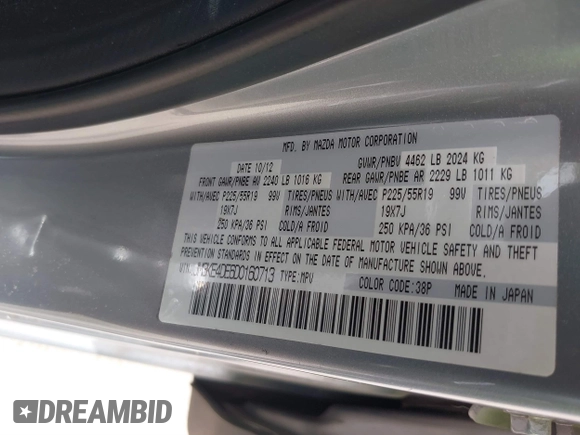 MFD. BY MAZDA MOTOR CORPORATION
DATE 10/12 GVWR/PNBV 4462 LB 2024 KG
FRONT GAWR/PNBE AV 2240 LB 1016 KG REAR GAWR/PNBE AR 2229 LB 1011 KG
WITH/AVEC P225/55R19 99V TIRES/PNEUS WITH/AVEC P225/55R19 99V TIRES/PNEUS
19X7J RIMS/JANTES 19X7J RIMS/JANTES
250 KPA/36 PSI COLD/A FROID 250 KPA/36 PSI COLD/A FROID
THIS VEHICLE CONFORMS TO ALL APPLICABLE FEDERAL MOTOR VEHICLE SAFETY AND THEFT
PREVENTION STANDARDS IN EFFECT ON THE DATE OF MANUFACTURE SHOWN ABOVE.
VIN: JM3KE4DE6D0160713 TYPE:MPV
COLOR CODE:38P MADE IN JAPAN
DREAMBID